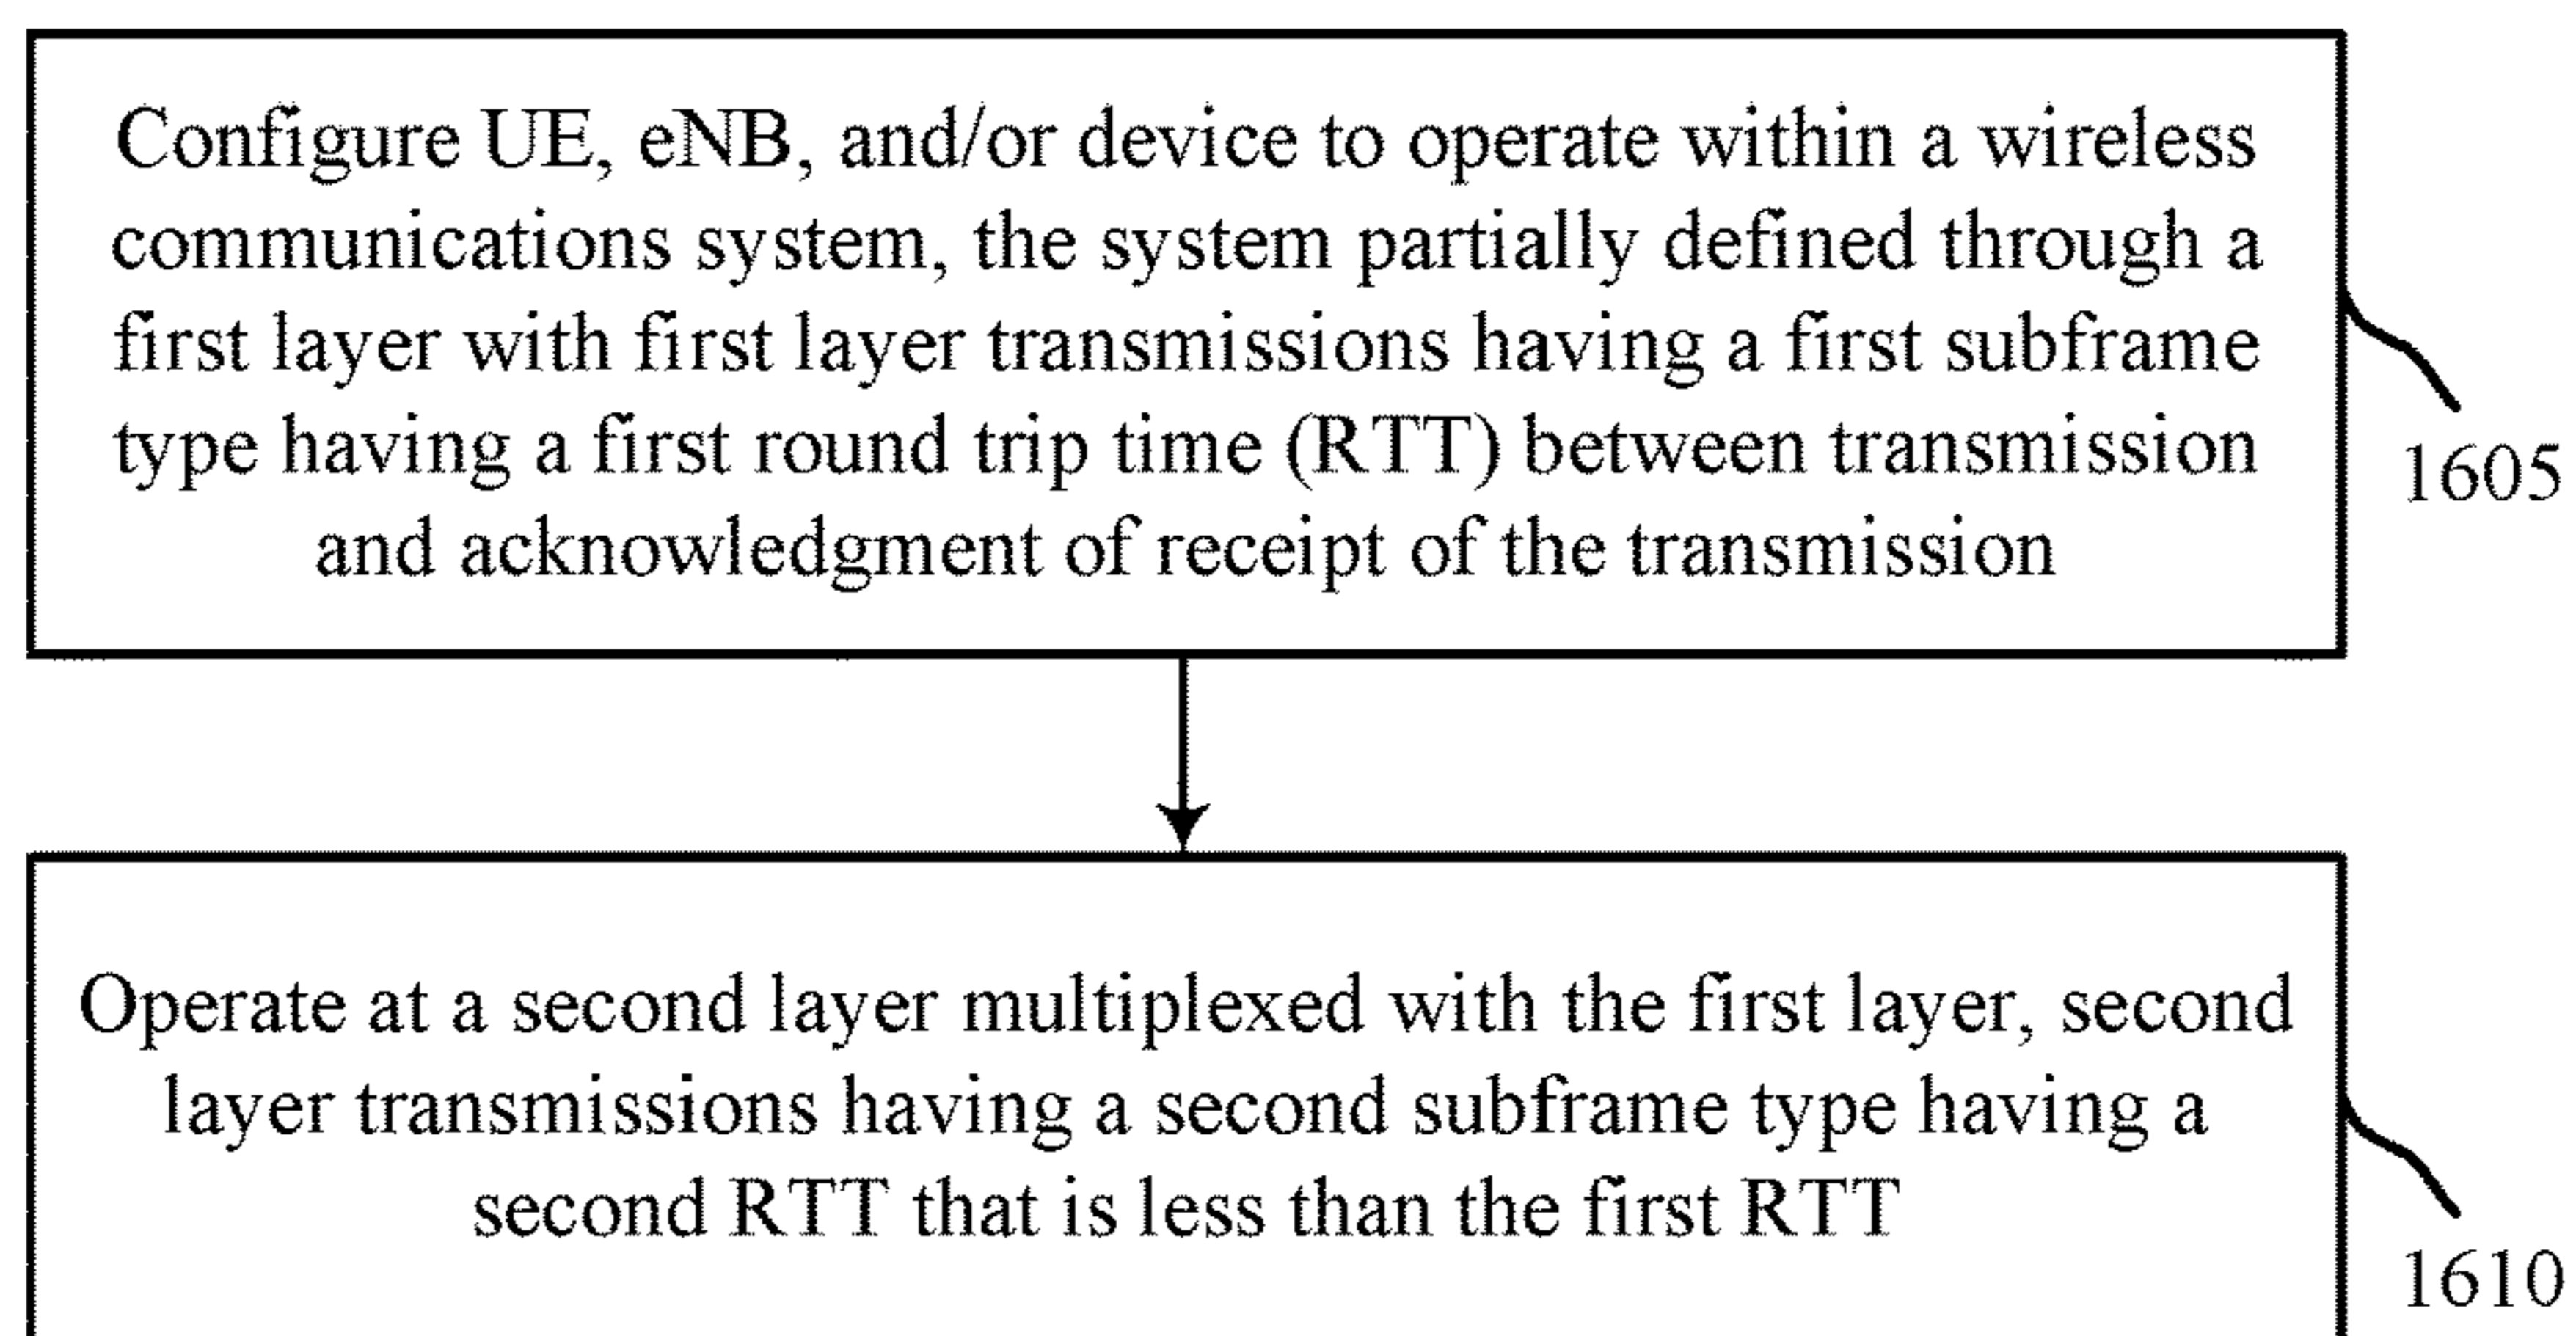 Configure UE, eNB, and/or device to operate within a wireless
communications system, the system partially defined through a
first layer with first layer transmissions having a first subframe
type having a first round trip time (RTT) between transmission
and acknowledgment of receipt of the transmission
1605
Operate at a second layer multiplexed with the first layer, second
layer transmissions having a second subframe type having a
second RTT that is less than the first RTT
1610